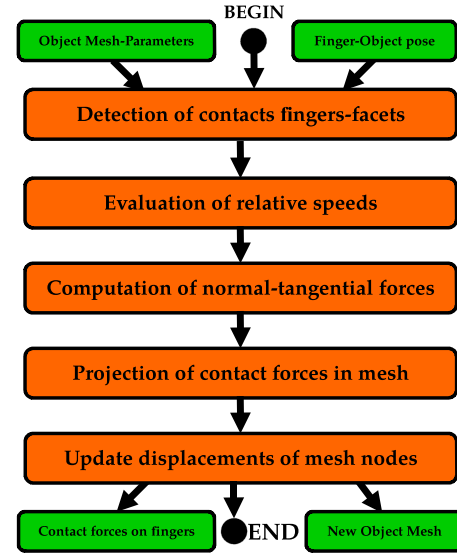 BEGIN
Object Mesh-Parameters
Finger-Object pose
Detection of contacts fingers-facets
Evaluation of relative speeds
Computation of normal-tangential forces
Projection of contact forces in mesh
Update displacements of mesh nodes
Contact forces on fingers
END
New Object Mesh